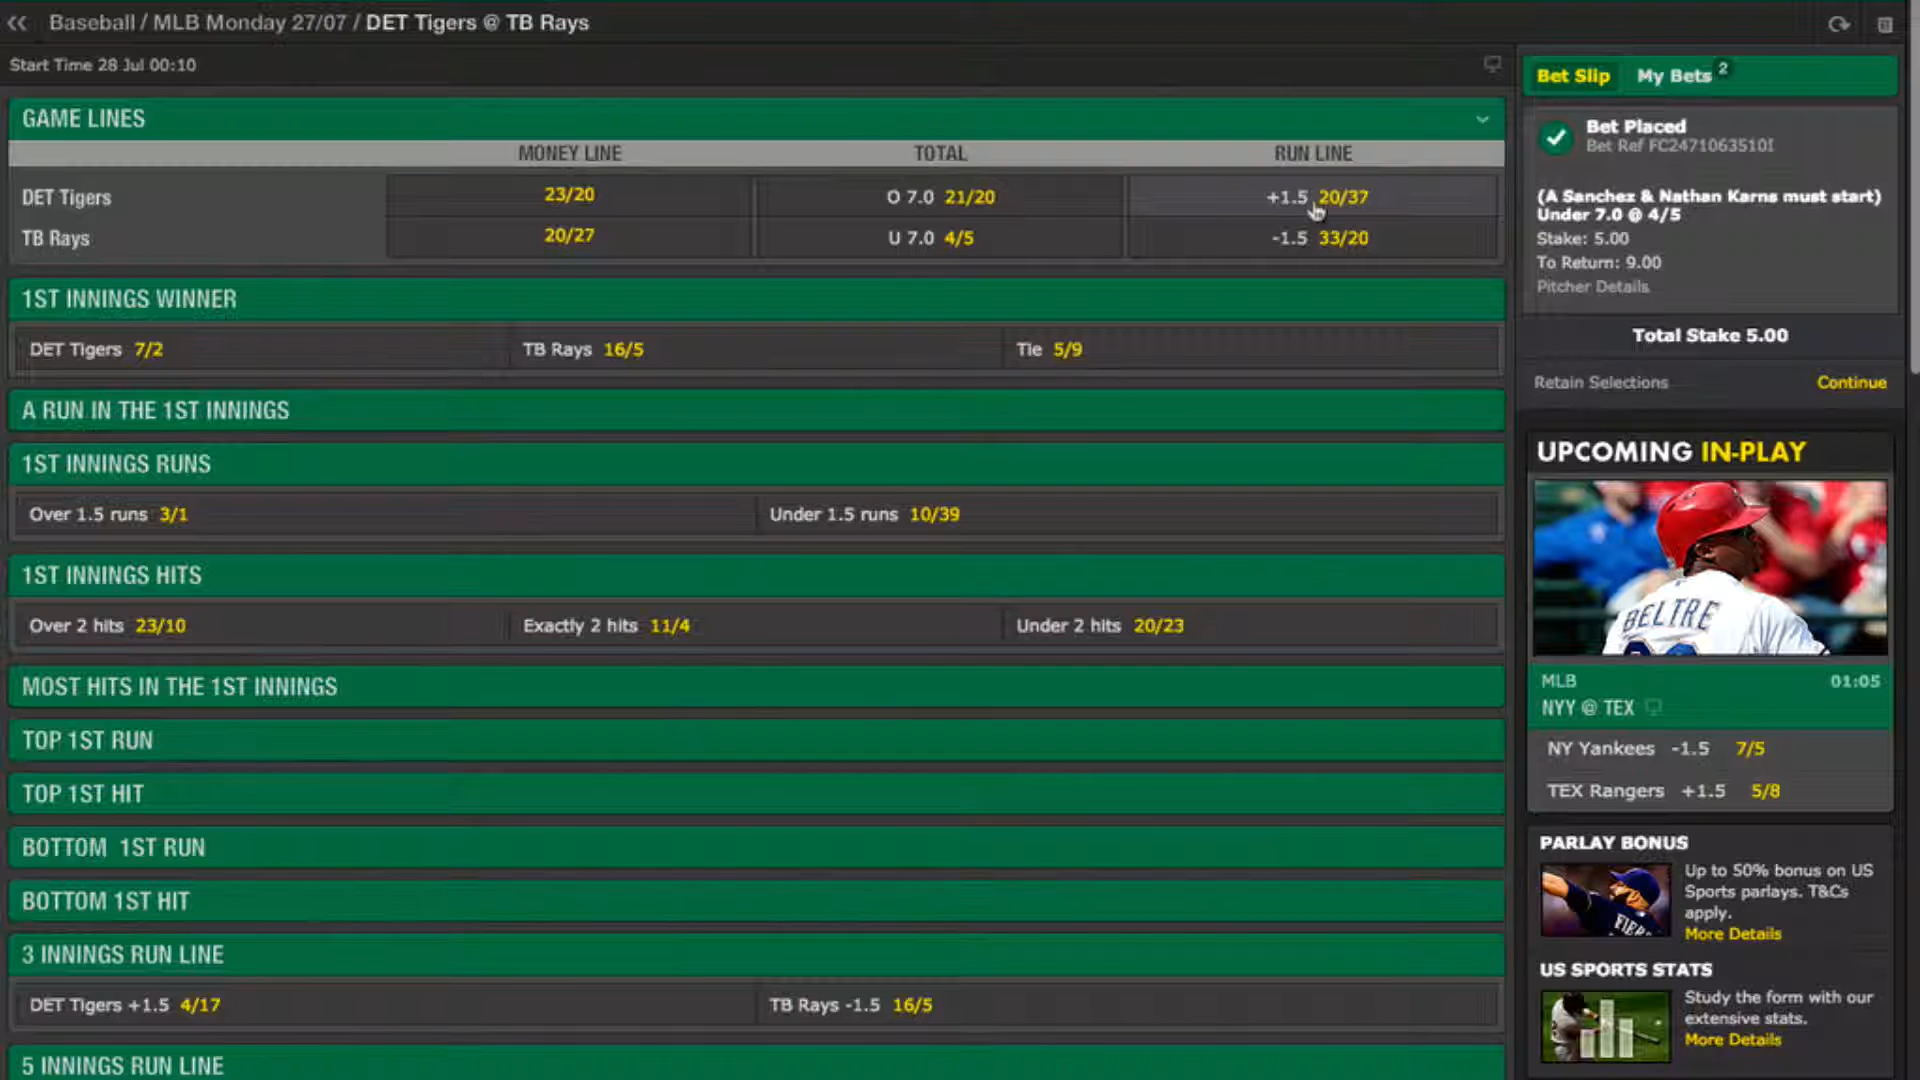 Baseball / MLB Monday 27/07 / DET Tigers @ TB Rays
Start Time 28 Jul 00:10
GAME LINES
MONEY LINE TOTAL RUN LINE
DET Tigers 23/20 O 7.0 21/20 +1.5 20/37
TB Rays 20/27 U 7.0 4/5 -1.5 33/20
1ST INNINGS WINNER
DET Tigers 7/2 TB Rays 16/5 Tie 5/9
A RUN IN THE 1ST INNINGS
1ST INNINGS RUNS
Over 1.5 runs 3/1 Under 1.5 runs 10/39
1ST INNINGS HITS
Over 2 hits 23/10 Exactly 2 hits 11/4 Under 2 hits 20/23
MOST HITS IN THE 1ST INNINGS
TOP 1ST RUN
TOP 1ST HIT
BOTTOM 1ST RUN
BOTTOM 1ST HIT
3 INNINGS RUN LINE
DET Tigers +1.5 4/17 TB Rays -1.5 16/5
5 INNINGS RUN LINE
Bet Slip My Bets 2
Bet Placed
Bet Ref FC2471063510I
(A Sanchez & Nathan Karns must start)
Under 7.0 @ 4/5
Stake: 5.00
To Return: 9.00
Pitcher Details
Total Stake 5.00
Retain Selections Continue
UPCOMING IN-PLAY
BELTRE
MLB 01:05
NYY @ TEX
NY Yankees -1.5 7/5
TEX Rangers +1.5 5/8
PARLAY BONUS
Up to 50% bonus on US
Sports parlays. T&Cs
apply.
More Details
US SPORTS STATS
Study the form with our
extensive stats.
More Details